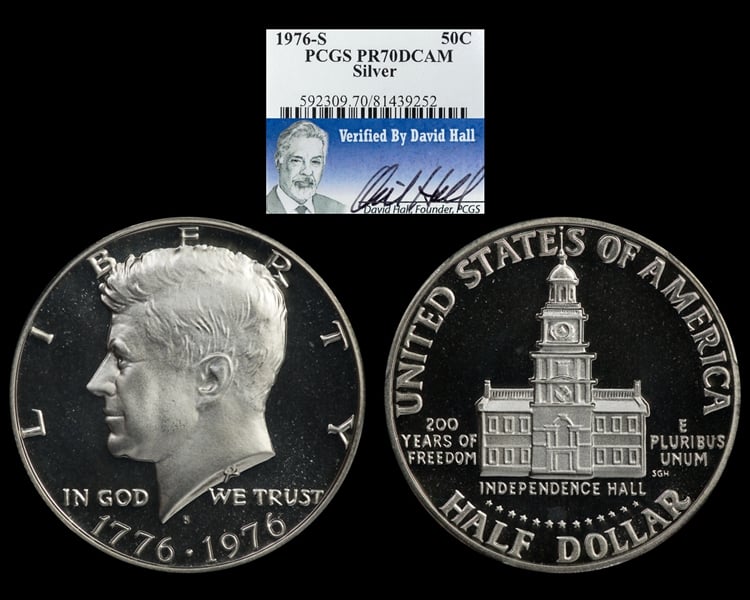 1976-S 50C
PCGS PR70DCAM
Silver
592309.70/81439252
Verified By David Hall
David Hall
David Hall, Founder, PCGS
LIBERTY
IN GOD WE TRUST
S
1776 · 1976
UNITED STATES OF AMERICA
200
YEARS OF
FREEDOM
E
PLURIBUS
UNUM
SGH
INDEPENDENCE HALL
HALF DOLLAR